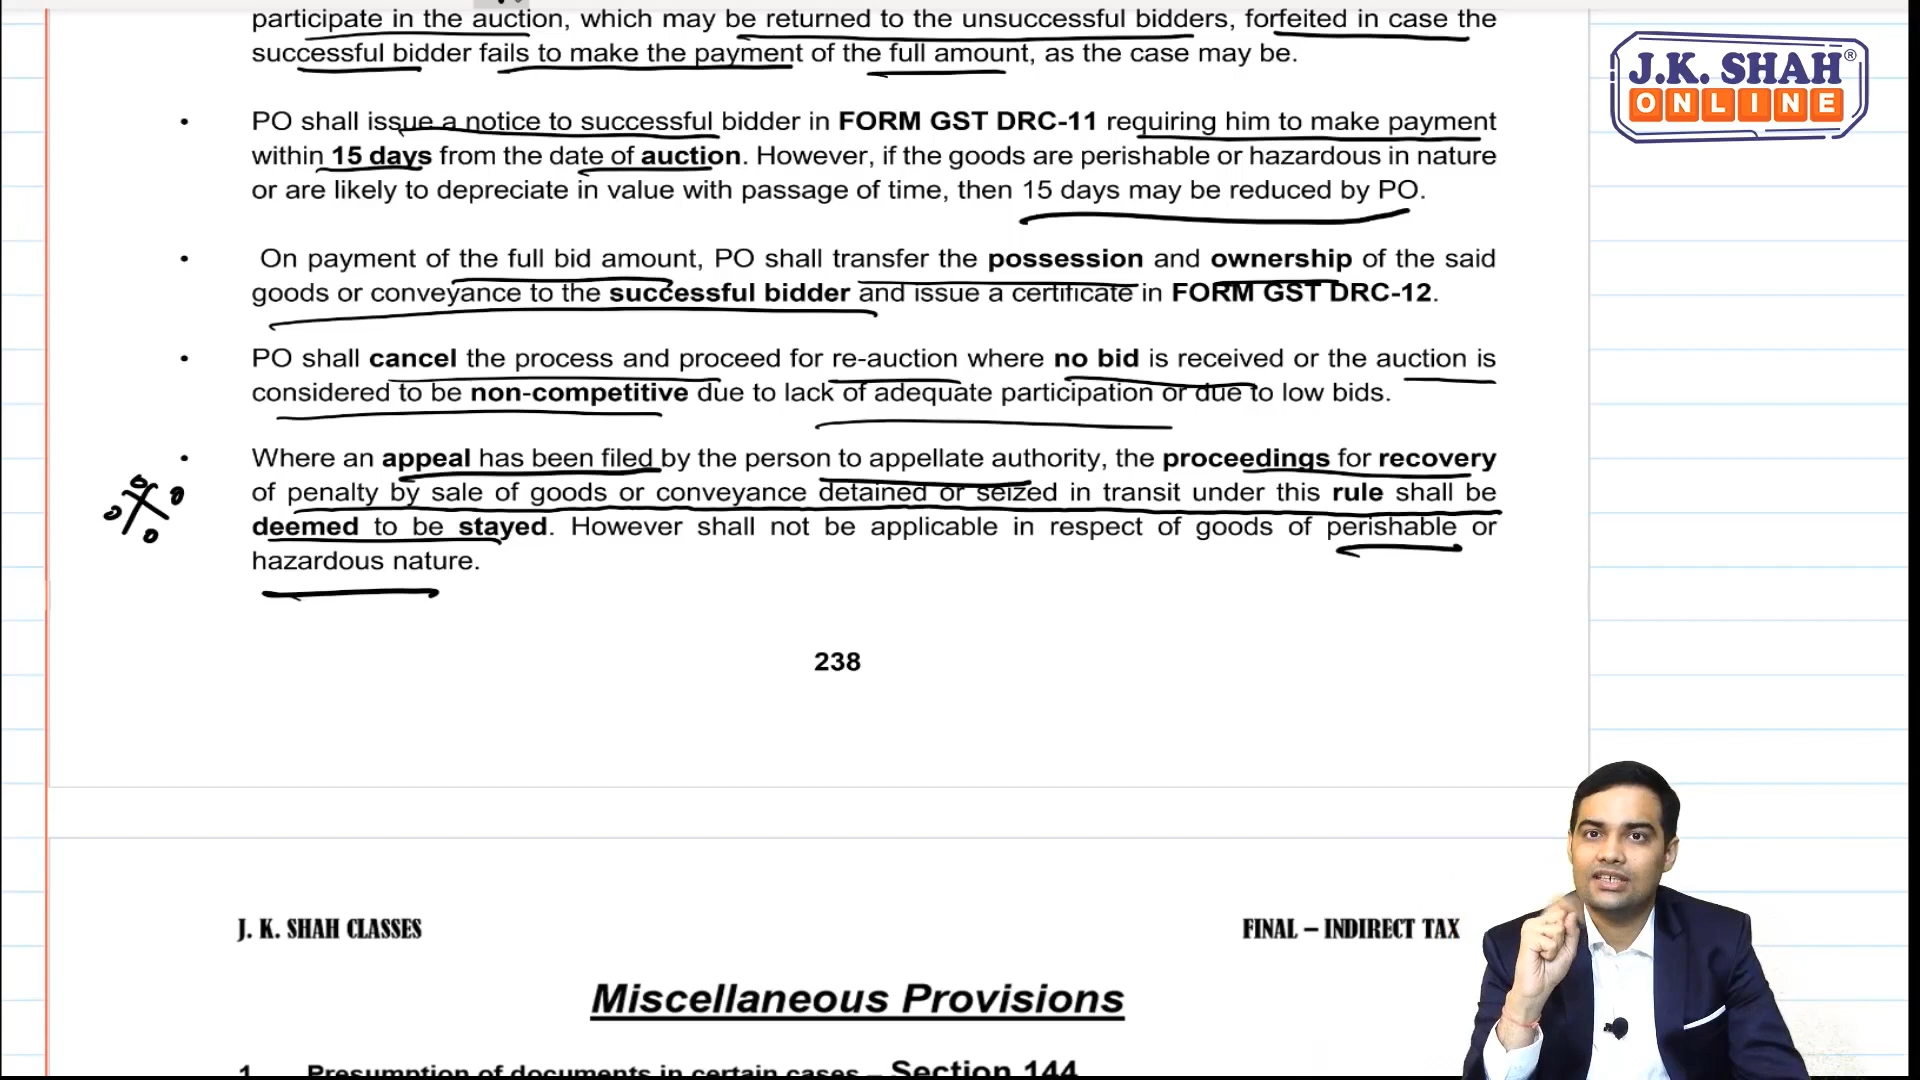 participate in the auction, which may be returned to the unsuccessful bidders, forfeited in case the
successful bidder fails to make the payment of the full amount, as the case may be.
J.K. SHAH®
ONLINE
• PO shall issue a notice to successful bidder in FORM GST DRC-11 requiring him to make payment
within 15 days from the date of auction. However, if the goods are perishable or hazardous in nature
or are likely to depreciate in value with passage of time, then 15 days may be reduced by PO.
• On payment of the full bid amount, PO shall transfer the possession and ownership of the said
goods or conveyance to the successful bidder and issue a certificate in FORM GST DRC-12.
• PO shall cancel the process and proceed for re-auction where no bid is received or the auction is
considered to be non-competitive due to lack of adequate participation or due to low bids.
• Where an appeal has been filed by the person to appellate authority, the proceedings for recovery
of penalty by sale of goods or conveyance detained or seized in transit under this rule shall be
deemed to be stayed. However shall not be applicable in respect of goods of perishable or
hazardous nature.
238
J. K. SHAH CLASSES
FINAL – INDIRECT TAX
Miscellaneous Provisions
1. Presumption of documents in certain cases – Section 144